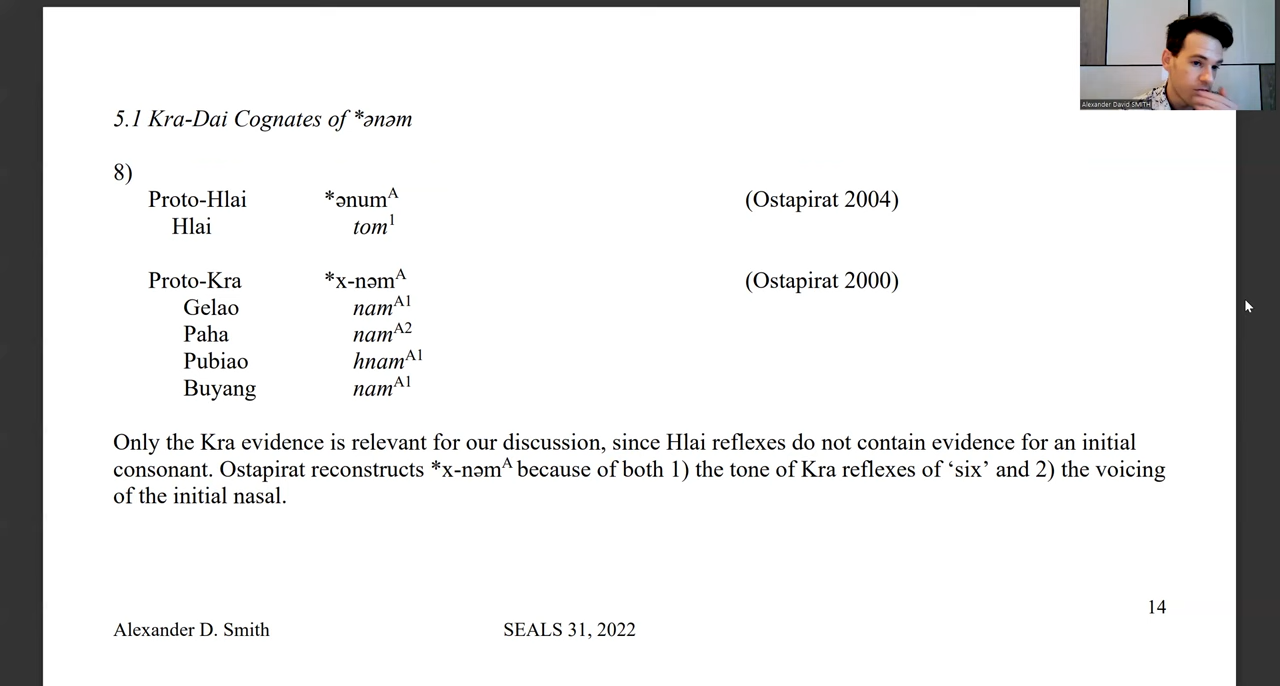 Alexander David SMITH
5.1 Kra-Dai Cognates of *ənəm
8)
Proto-Hlai *ənumᴬ (Ostapirat 2004)
Hlai tom¹
Proto-Kra *x-nəmᴬ (Ostapirat 2000)
Gelao namᴬ¹
Paha namᴬ²
Pubiao hnamᴬ¹
Buyang namᴬ¹
Only the Kra evidence is relevant for our discussion, since Hlai reflexes do not contain evidence for an initial
consonant. Ostapirat reconstructs *x-nəmᴬ because of both 1) the tone of Kra reflexes of ‘six’ and 2) the voicing
of the initial nasal.
14
Alexander D. Smith SEALS 31, 2022